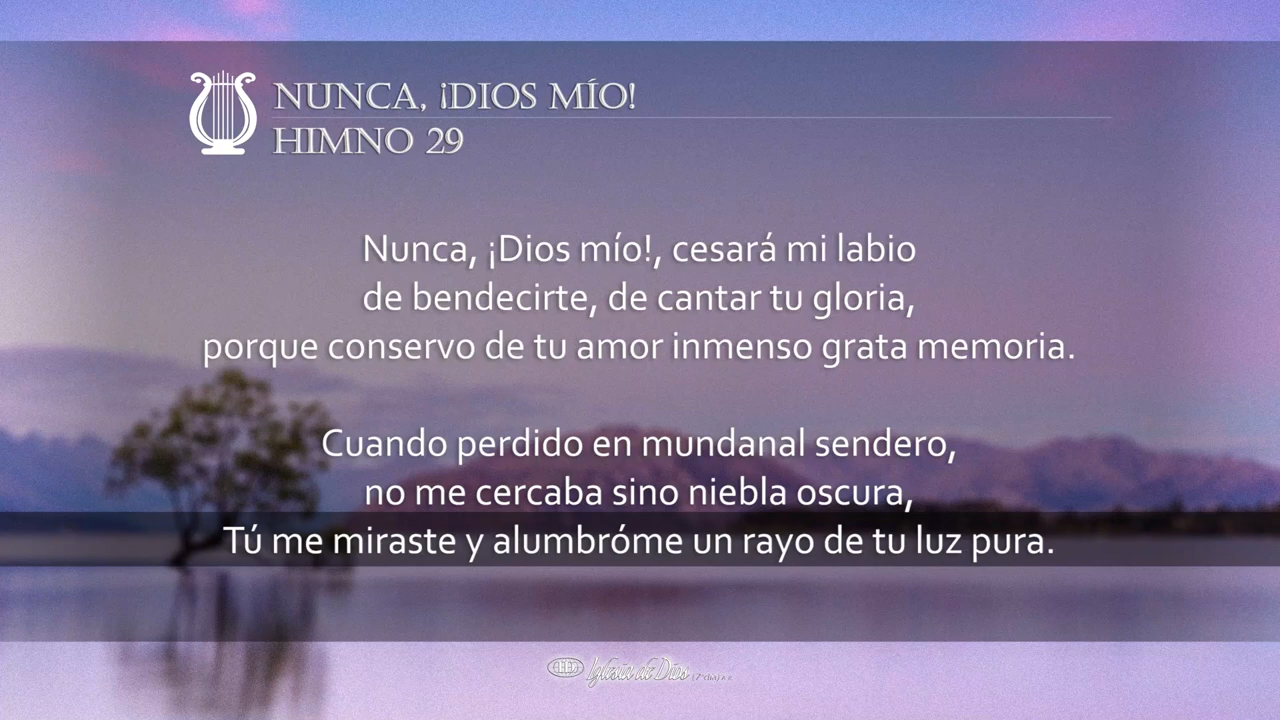 NUNCA, ¡DIOS MÍO!
HIMNO 29
Nunca, ¡Dios mío!, cesará mi labio
de bendecirte, de cantar tu gloria,
porque conservo de tu amor inmenso grata memoria.
Cuando perdido en mundanal sendero,
no me cercaba sino niebla oscura,
Tú me miraste y alumbróme un rayo de tu luz pura.
Iglesia de Dios